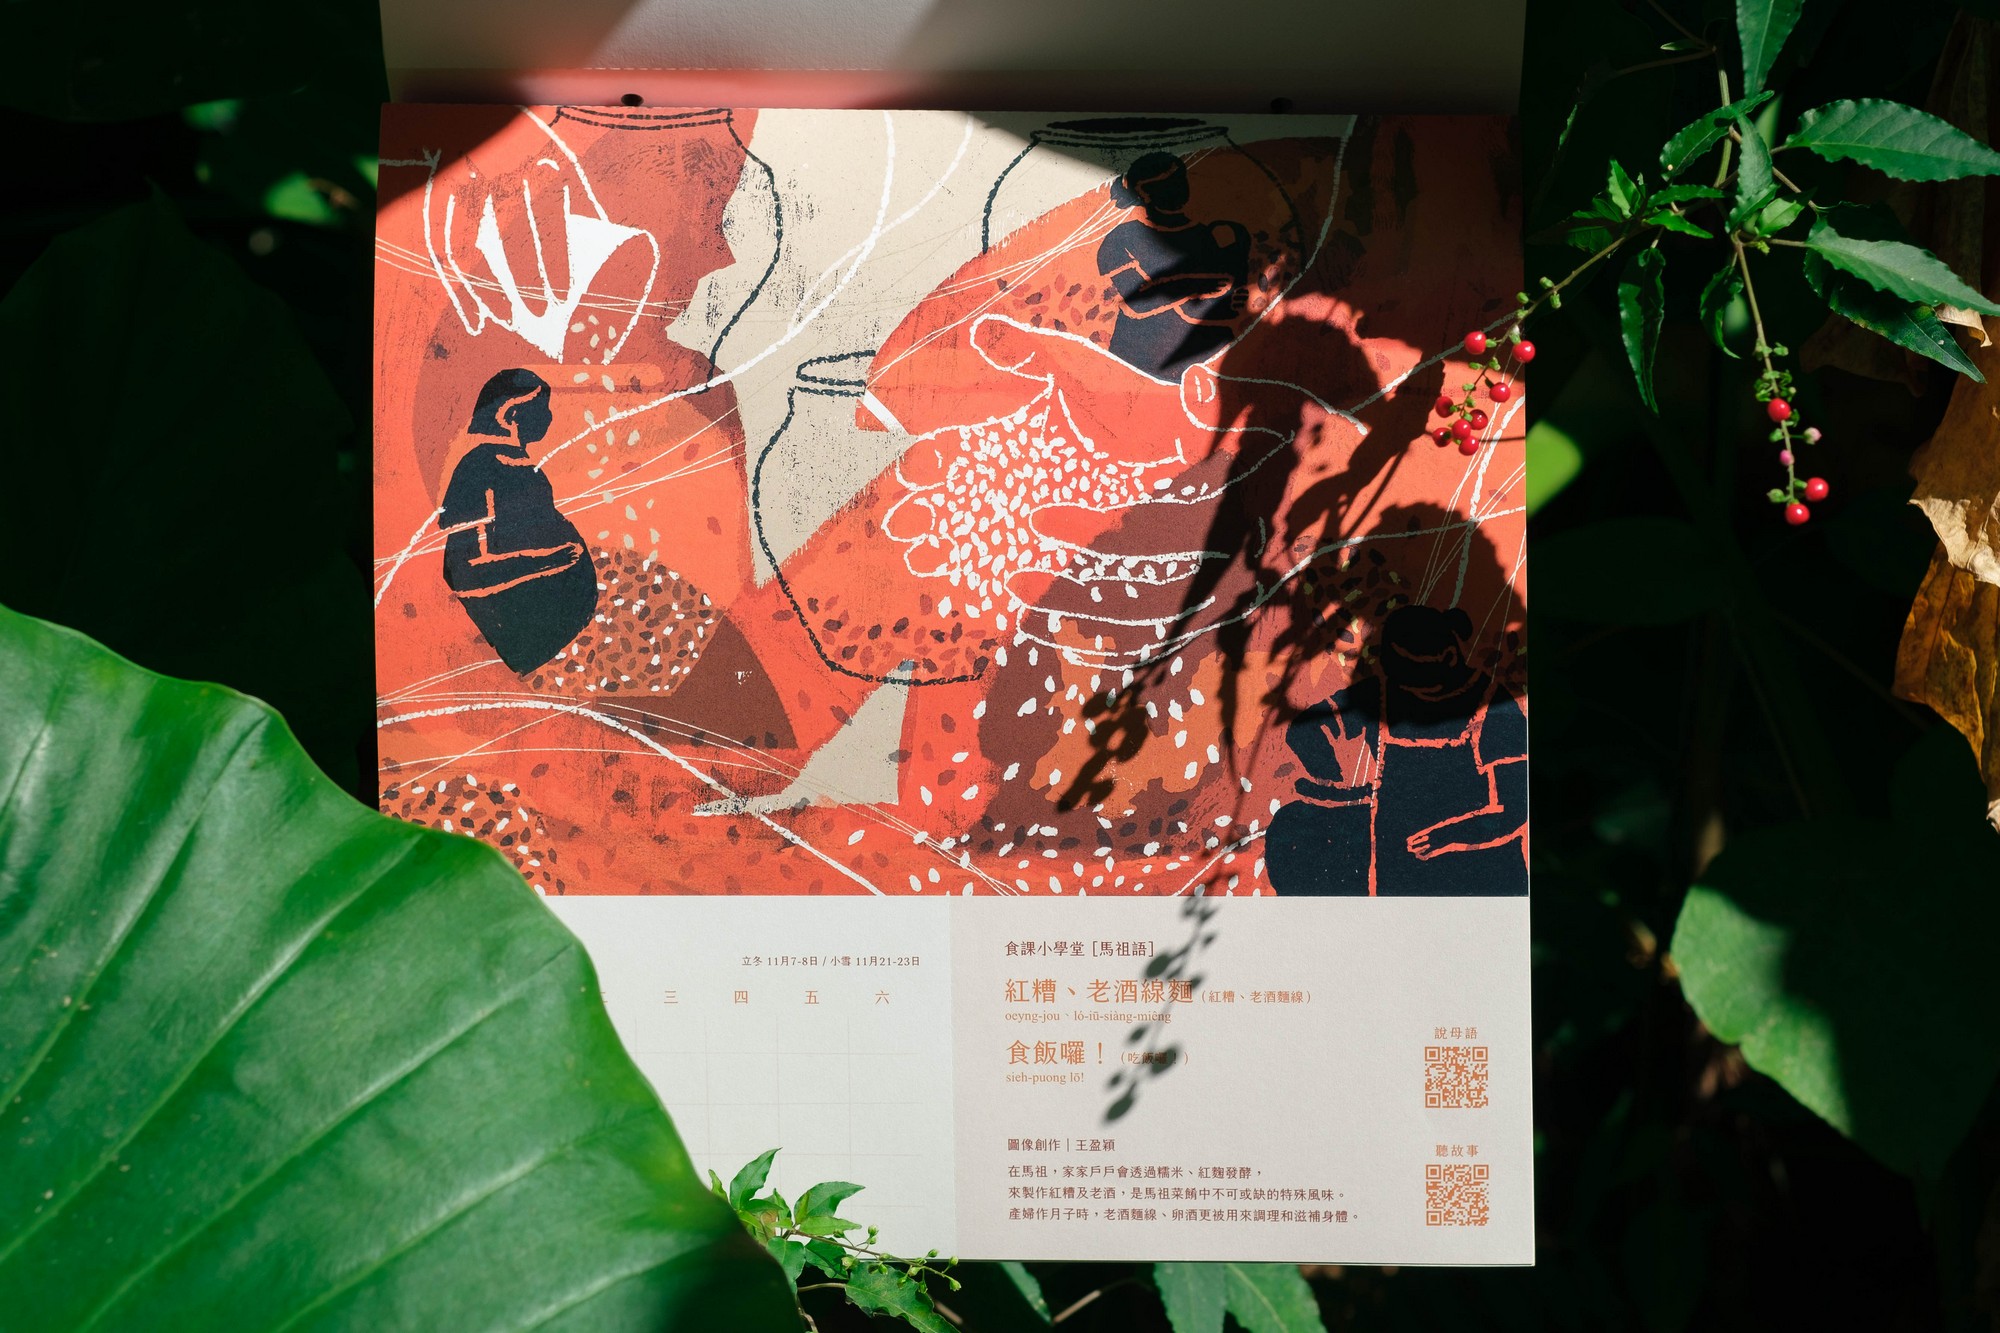 立冬 11月7-8日 / 小雪 11月21-23日
三 四 五 六
食課小學堂［馬祖語］
紅糟、老酒線麵（紅糟、老酒麵線）
oeyng-jou、lò-iū-siàng-miêng
食飯囉！（吃飯囉！）
sieh-puong lō!
說母語
聽故事
圖像創作｜王盈穎
在馬祖，家家戶戶會透過糯米、紅麴發酵，
來製作紅糟及老酒，是馬祖菜餚中不可或缺的特殊風味。
產婦作月子時，老酒麵線、卵酒更被用來調理和滋補身體。